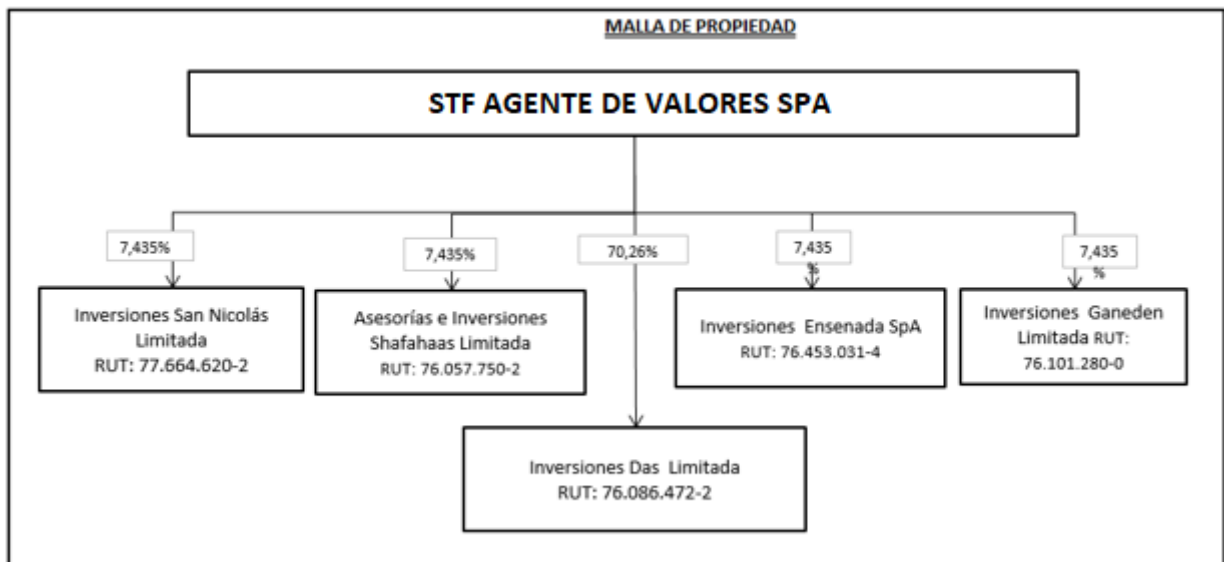 MALLA DE PROPIEDAD
STF AGENTE DE VALORES SPA
7,435%
7,435%
70,26%
7,435
%
7,435
%
Inversiones San Nicolás
Limitada
RUT: 77.664.620-2
Asesorías e Inversiones
Shafahaas Limitada
RUT: 76.057.750-2
Inversiones Ensenada SpA
RUT: 76.453.031-4
Inversiones Ganeden
Limitada RUT:
76.101.280-0
Inversiones Das Limitada
RUT: 76.086.472-2